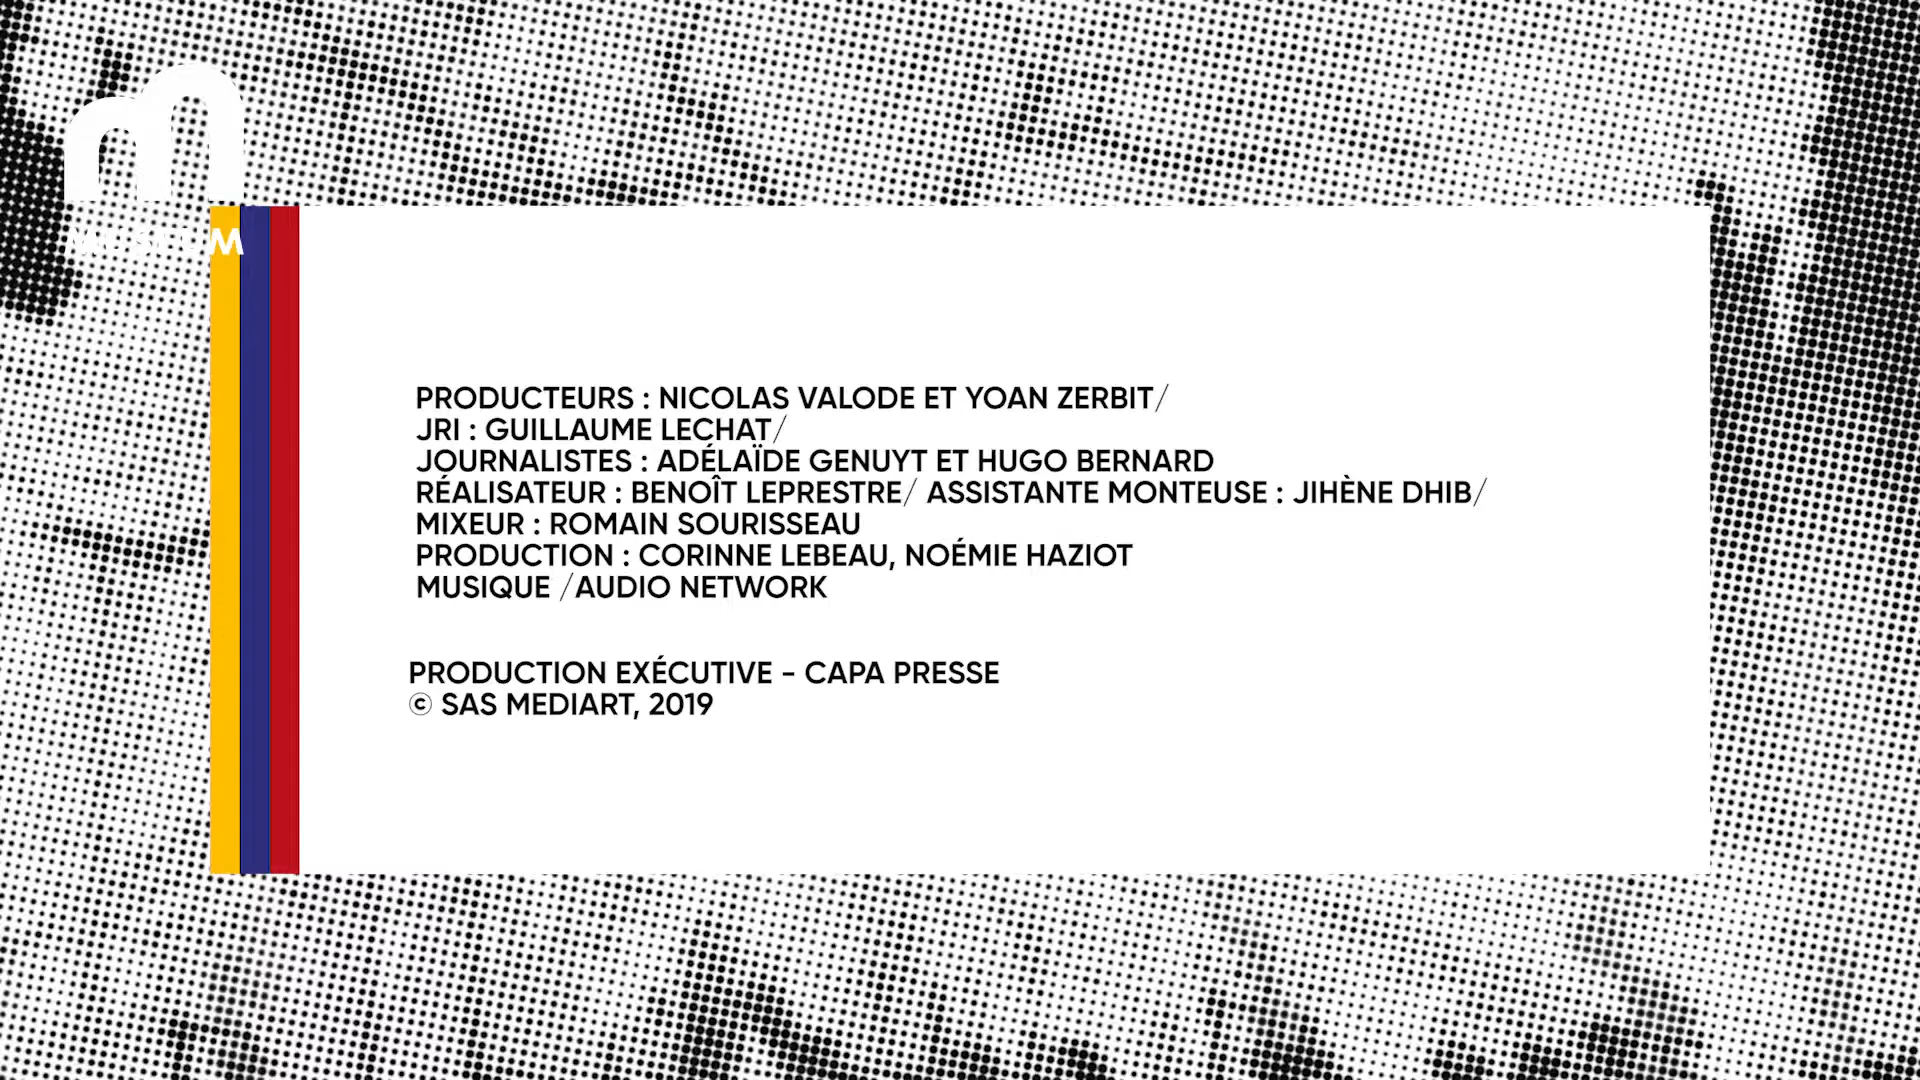 MUSEUM
PRODUCTEURS : NICOLAS VALODE ET YOAN ZERBIT/
JRI : GUILLAUME LECHAT/
JOURNALISTES : ADÉLAÏDE GENUYT ET HUGO BERNARD
RÉALISATEUR : BENOÎT LEPRESTRE/ ASSISTANTE MONTEUSE : JIHÈNE DHIB/
MIXEUR : ROMAIN SOURISSEAU
PRODUCTION : CORINNE LEBEAU, NOÉMIE HAZIOT
MUSIQUE /AUDIO NETWORK
PRODUCTION EXÉCUTIVE - CAPA PRESSE
© SAS MEDIART, 2019